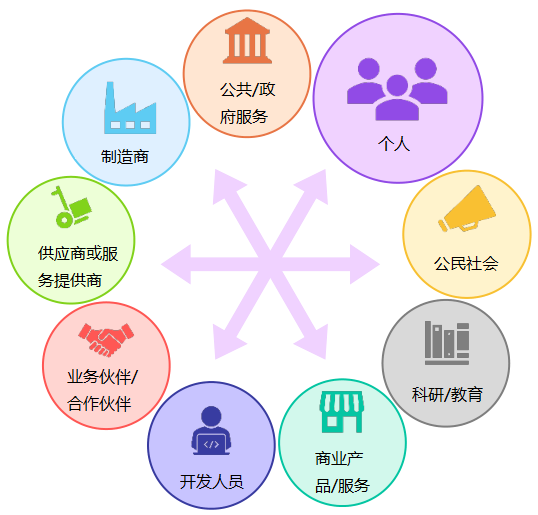 公共/政
府服务
个人
制造商
公民社会
供应商或服
务提供商
业务伙伴/
合作伙伴
科研/教育
开发人员
商业产
品/服务